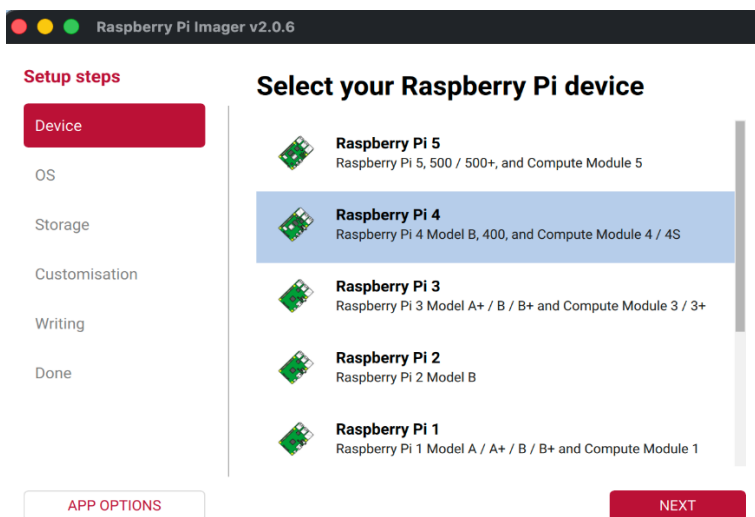 Raspberry Pi Imager v2.0.6
Setup steps
Device
OS
Storage
Customisation
Writing
Done
APP OPTIONS
Select your Raspberry Pi device
Raspberry Pi 5
Raspberry Pi 5, 500 / 500+, and Compute Module 5
Raspberry Pi 4
Raspberry Pi 4 Model B, 400, and Compute Module 4 / 4S
Raspberry Pi 3
Raspberry Pi 3 Model A+ / B / B+ and Compute Module 3 / 3+
Raspberry Pi 2
Raspberry Pi 2 Model B
Raspberry Pi 1
Raspberry Pi 1 Model A / A+ / B / B+ and Compute Module 1
NEXT